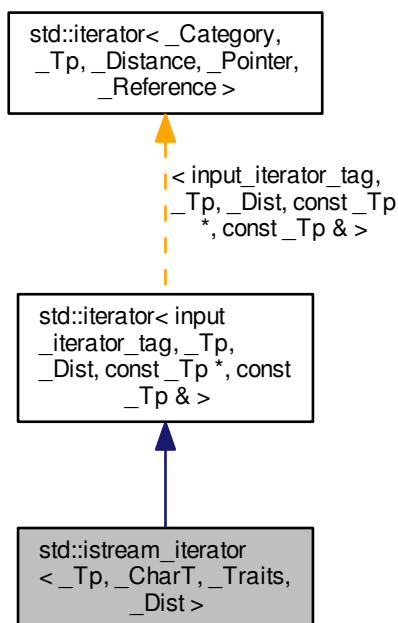 std::iterator< _Category,
_Tp, _Distance, _Pointer,
_Reference >
< input_iterator_tag,
_Tp, _Dist, const _Tp
*, const _Tp & >
std::iterator< input
_iterator_tag, _Tp,
_Dist, const _Tp *, const
_Tp & >
std::istream_iterator
< _Tp, _CharT, _Traits,
_Dist >